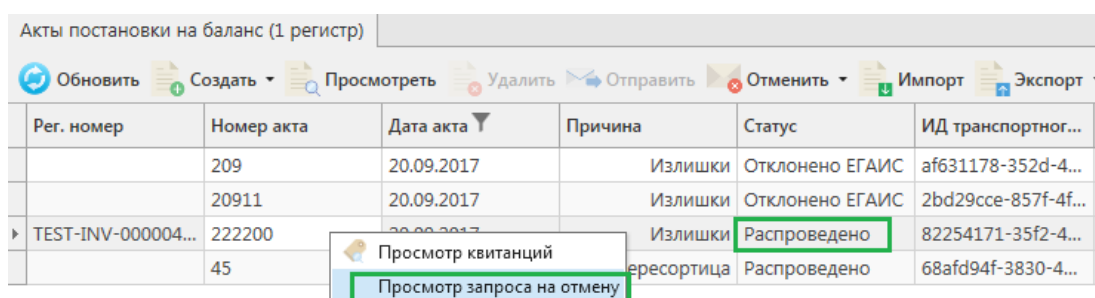 Акты постановки на баланс (1 регистр)
Обновить Создать Просмотреть Удалить Отправить Отменить Импорт Экспорт
Рег. номер Номер акта Дата акта Причина Статус ИД транспортног...
209 20.09.2017 Излишки Отклонено ЕГАИС af631178-352d-4...
20911 20.09.2017 Излишки Отклонено ЕГАИС 2bd29cce-857f-4f...
TEST-INV-000004... 222200 20.09.2017 Излишки Распроведено 82254171-35f2-4...
Просмотр квитанций
45 ересортица Распроведено 68afd94f-3830-4...
Просмотр запроса на отмену